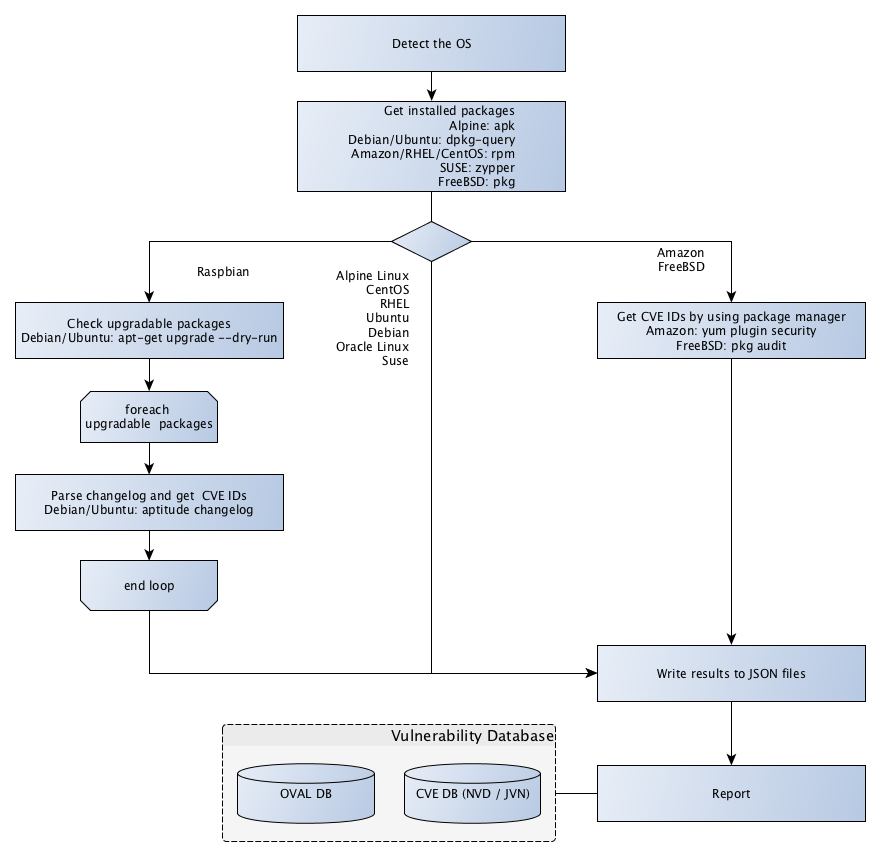 Detect the OS
Get installed packages
Alpine: apk
Debian/Ubuntu: dpkg-query
Amazon/RHEL/CentOS: rpm
SUSE: zypper
FreeBSD: pkg
Raspbian
Alpine Linux
CentOS
RHEL
Ubuntu
Debian
Oracle Linux
Suse
Amazon
FreeBSD
Check upgradable packages
Debian/Ubuntu: apt-get upgrade --dry-run
Get CVE IDs by using package manager
Amazon: yum plugin security
FreeBSD: pkg audit
foreach
upgradable  packages
Parse changelog and get  CVE IDs
Debian/Ubuntu: aptitude changelog
end loop
Write results to JSON files
Vulnerability Database
OVAL DB
CVE DB (NVD / JVN)
Report